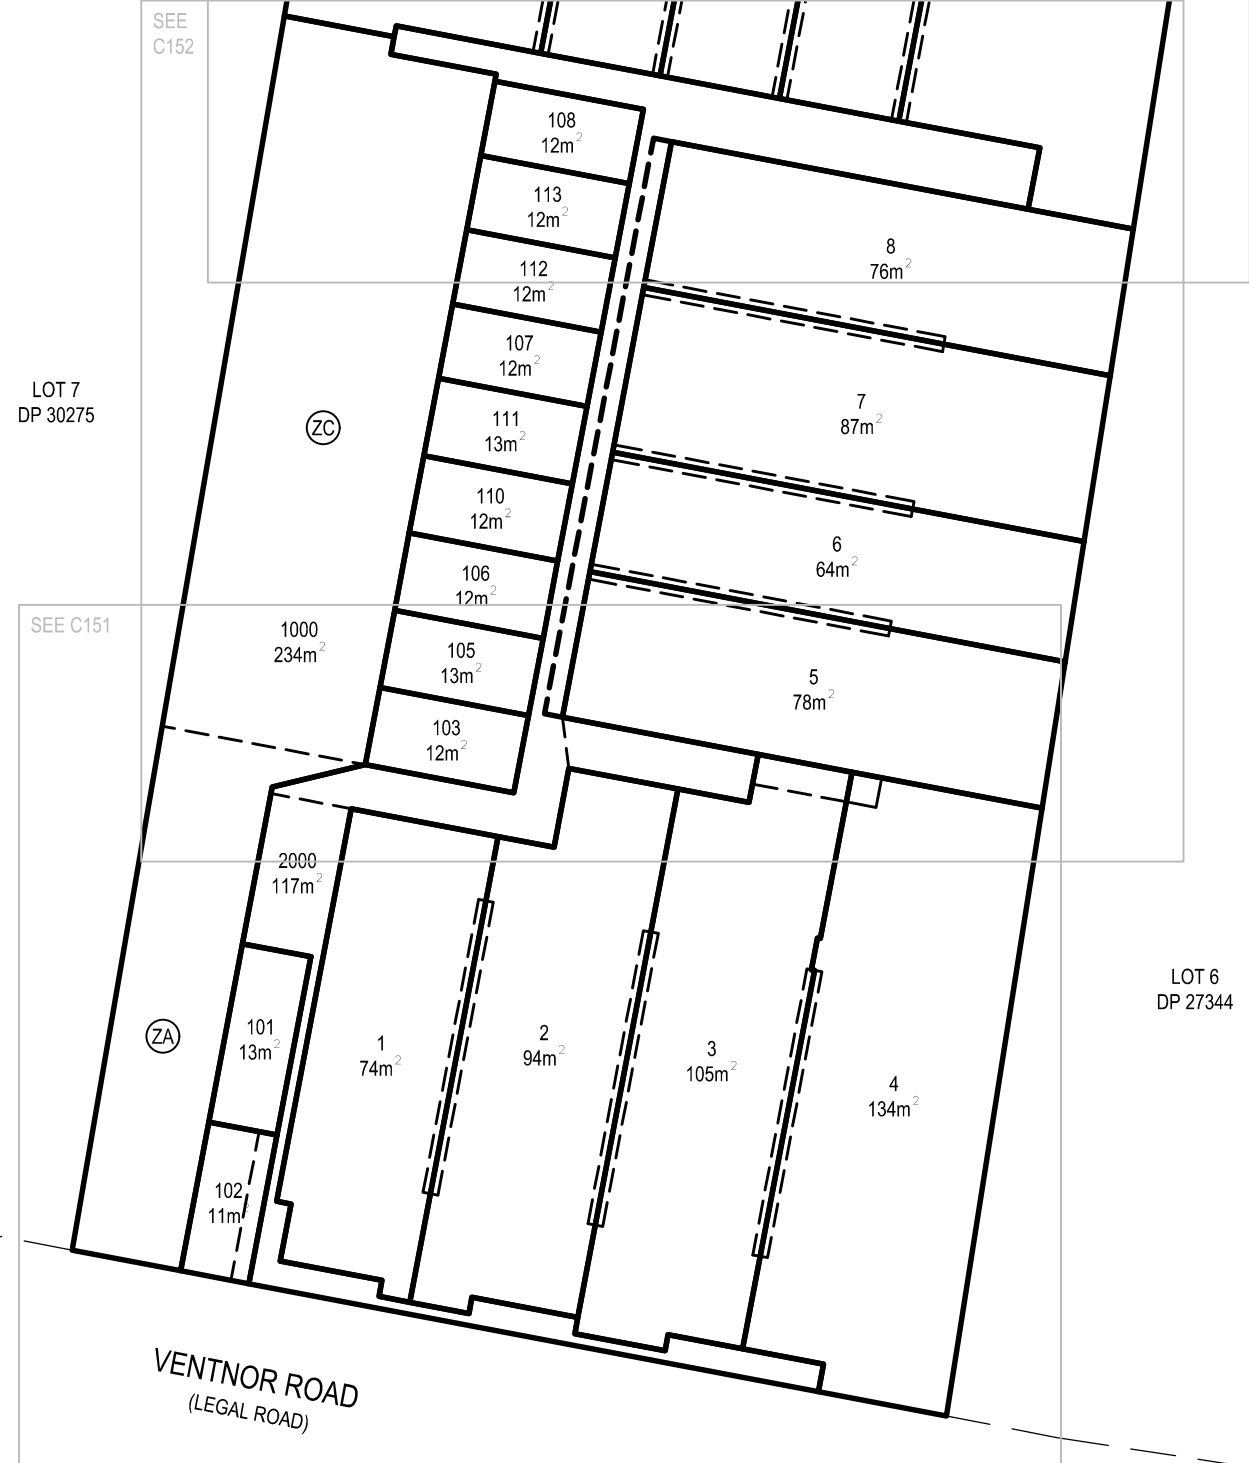 SEE
C152
108
12m²
113
12m²
112
12m²
107
12m²
111
13m²
110
12m²
106
12m²
105
13m²
103
12m²
8
76m²
7
87m²
6
64m²
5
78m²
LOT 7
DP 30275
ZC
SEE C151
1000
234m²
2000
117m²
101
13m²
102
11m²
ZA
1
74m²
2
94m²
3
105m²
4
134m²
LOT 6
DP 27344
VENTNOR ROAD
(LEGAL ROAD)